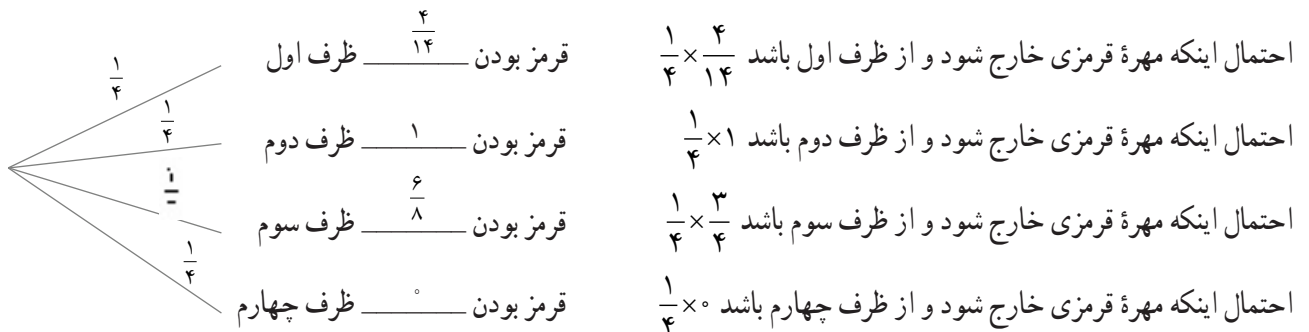 ۱/۴ ظرف اول ۴/۱۴ قرمز بودن احتمال اینکه مهرهٔ قرمزی خارج شود و از ظرف اول باشد ۱/۴×۴/۱۴
۱/۴ ظرف دوم ۱ قرمز بودن احتمال اینکه مهرهٔ قرمزی خارج شود و از ظرف دوم باشد ۱/۴×۱
ظرف سوم ۶/۸ قرمز بودن احتمال اینکه مهرهٔ قرمزی خارج شود و از ظرف سوم باشد ۱/۴×۳/۴
۱/۴ ظرف چهارم ۰ قرمز بودن احتمال اینکه مهرهٔ قرمزی خارج شود و از ظرف چهارم باشد ۱/۴×۰